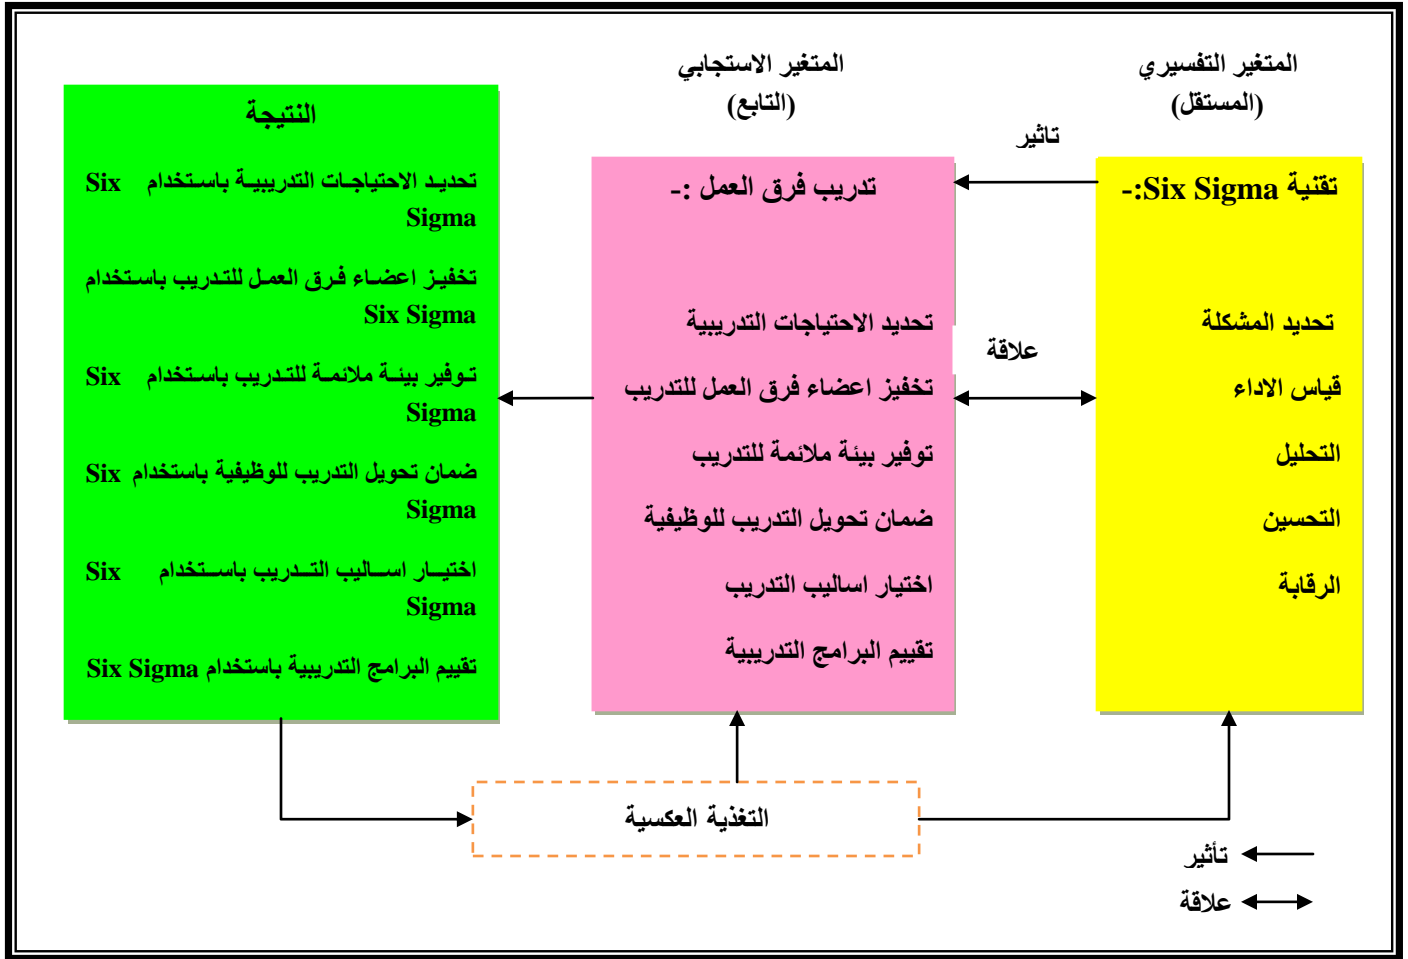 المتغير التفسيري
(المستقل)
تاثير
تقنية Six Sigma:-
تحديد المشكلة
قياس الاداء
التحليل
التحسين
الرقابة
علاقة
المتغير الاستجابي
(التابع)
تدريب فرق العمل :-
تحديد الاحتياجات التدريبية
تخفيز اعضاء فرق العمل للتدريب
توفير بيئة ملائمة للتدريب
ضمان تحويل التدريب للوظيفية
اختيار اساليب التدريب
تقييم البرامج التدريبية
النتيجة
تحديد الاحتياجات التدريبية باستخدام Six
Sigma
تخفيز اعضاء فرق العمل للتدريب باستخدام
Six Sigma
توفير بيئة ملائمة للتدريب باستخدام Six
Sigma
ضمان تحويل التدريب للوظيفية باستخدام Six
Sigma
اختيار اساليب التدريب باستخدام Six
Sigma
تقييم البرامج التدريبية باستخدام Six Sigma
التغذية العكسية
تأثير
علاقة